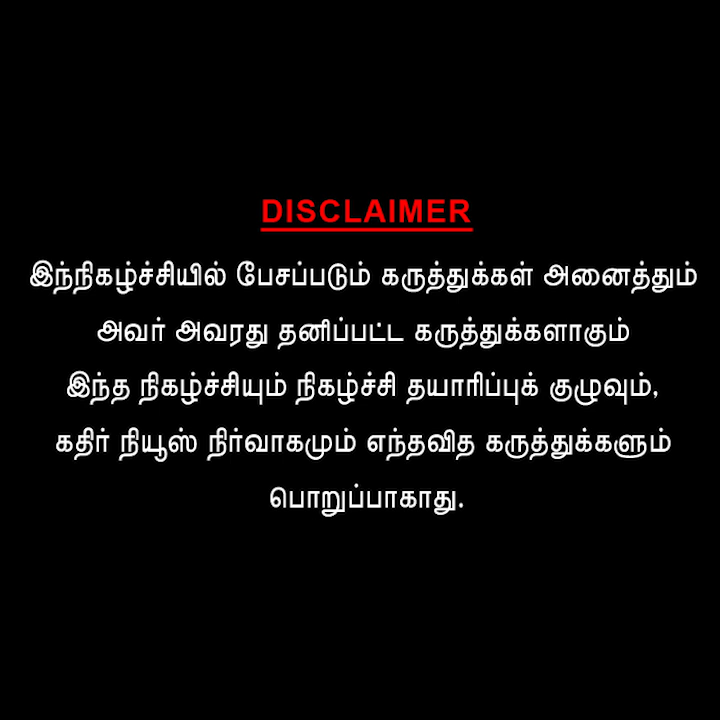 DISCLAIMER
இந்நிகழ்ச்சியில் பேசப்படும் கருத்துக்கள் அனைத்தும்
அவர் அவரது தனிப்பட்ட கருத்துக்களாகும்
இந்த நிகழ்ச்சியும் நிகழ்ச்சி தயாரிப்புக் குழுவும்,
கதிர் நியூஸ் நிர்வாகமும் எந்தவித கருத்துக்களும்
பொறுப்பாகாது.